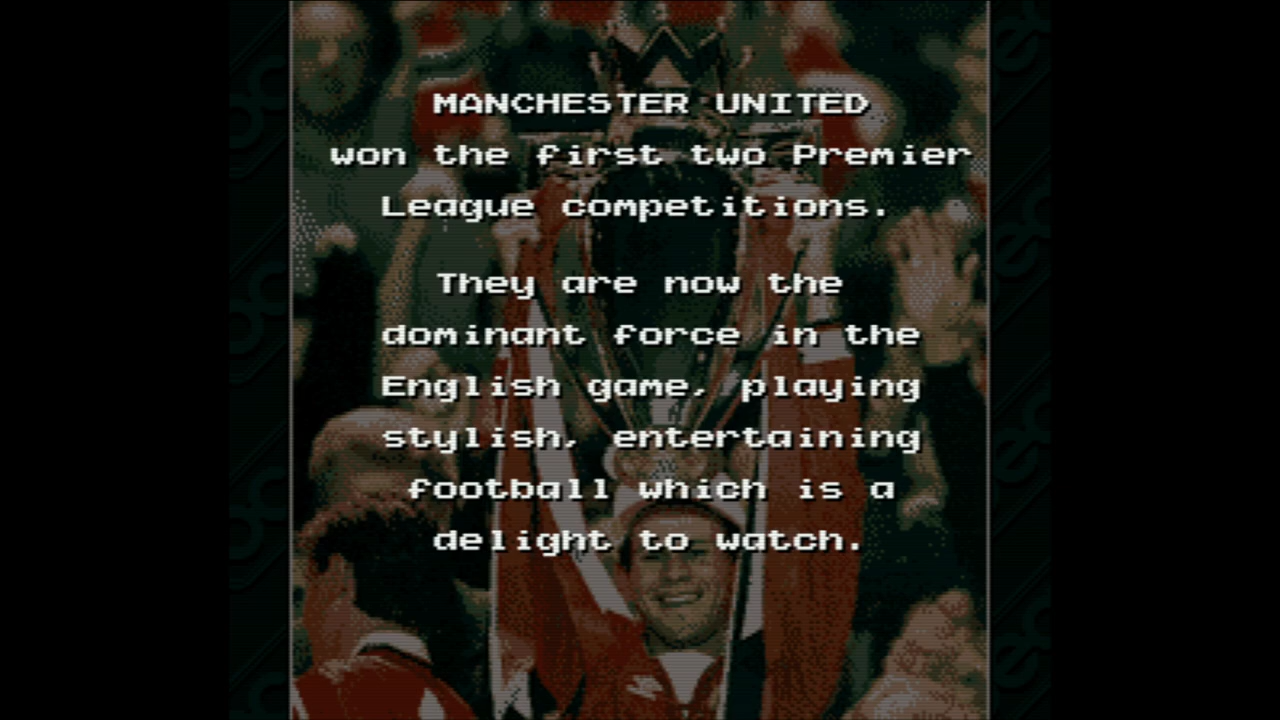 MANCHESTER UNITED
won the first two Premier
League competitions.
They are now the
dominant force in the
English game, playing
stylish, entertaining
football which is a
delight to watch.